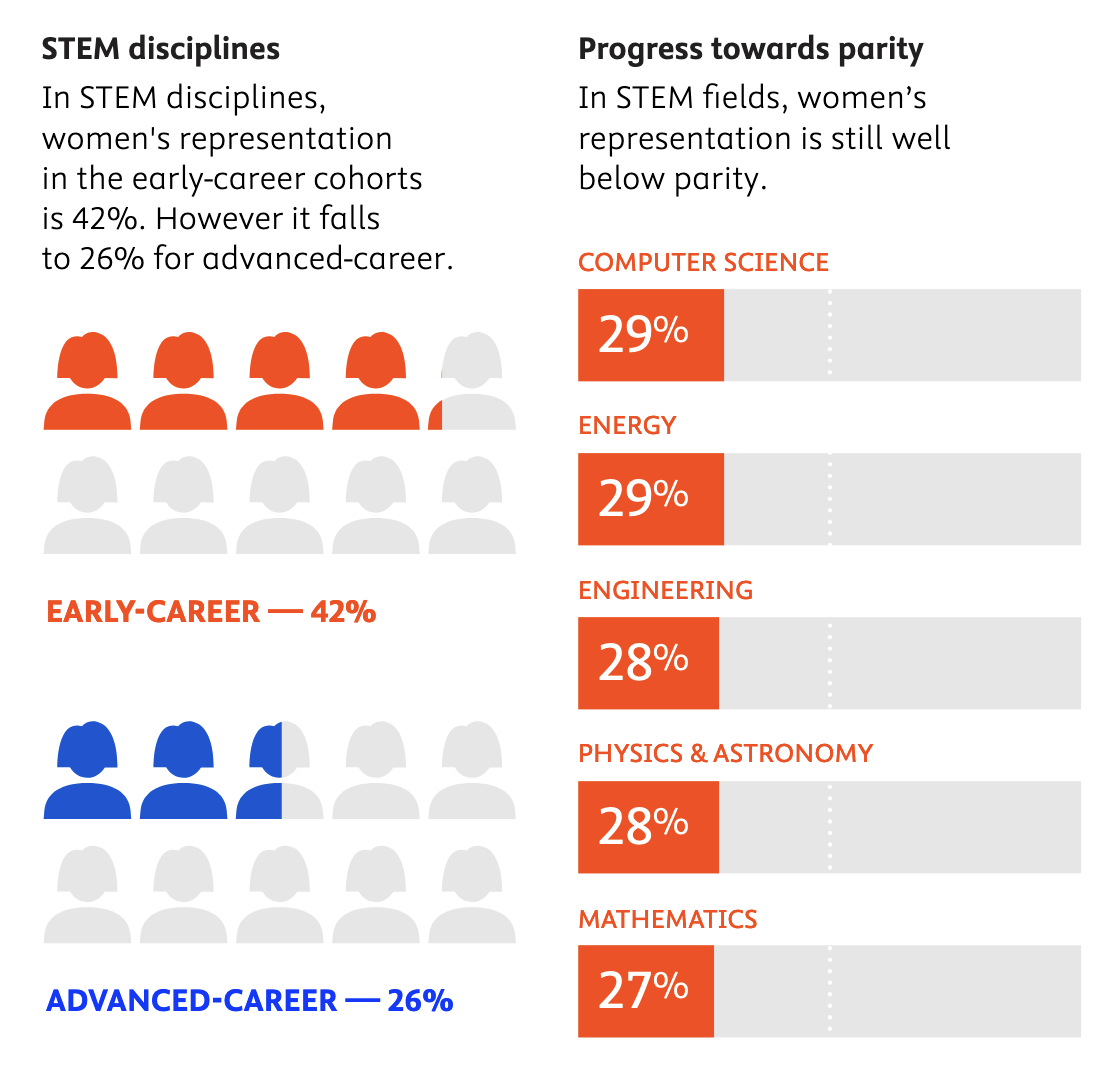 STEM disciplines
In STEM disciplines,
women's representation
in the early-career cohorts
is 42%. However it falls
to 26% for advanced-career.
EARLY-CAREER — 42%
ADVANCED-CAREER — 26%
Progress towards parity
In STEM fields, women’s
representation is still well
below parity.
COMPUTER SCIENCE
29%
ENERGY
29%
ENGINEERING
28%
PHYSICS & ASTRONOMY
28%
MATHEMATICS
27%